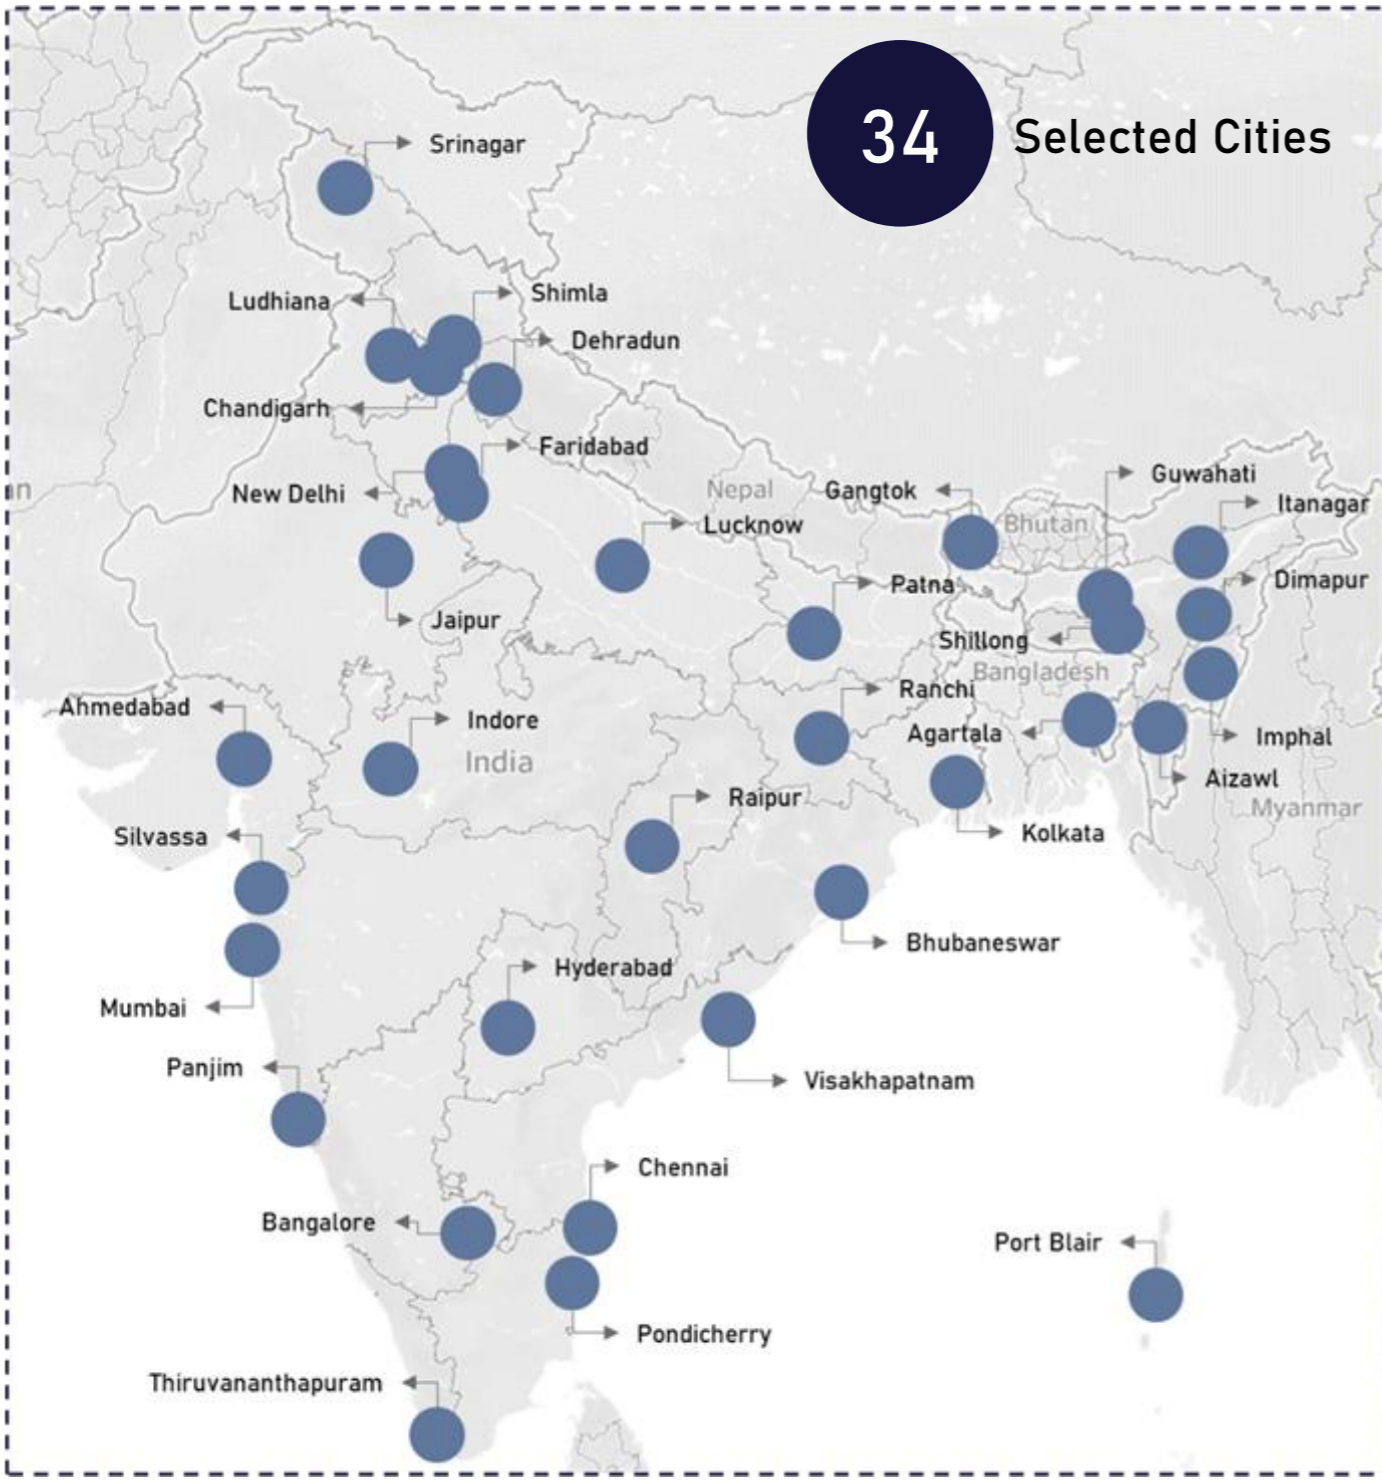 34
Selected Cities
Srinagar
Ludhiana
Shimla
Dehradun
Chandigarh
Faridabad
New Delhi
Nepal
Gangtok
Guwahati
Itanagar
Bhutan
Lucknow
Patna
Dimapur
Jaipur
Shillong
Bangladesh
Ranchi
Ahmedabad
Indore
Agartala
Imphal
India
Aizawl
Raipur
Myanmar
Silvassa
Kolkata
Bhubaneswar
Hyderabad
Mumbai
Panjim
Visakhapatnam
Chennai
Bangalore
Port Blair
Pondicherry
Thiruvananthapuram